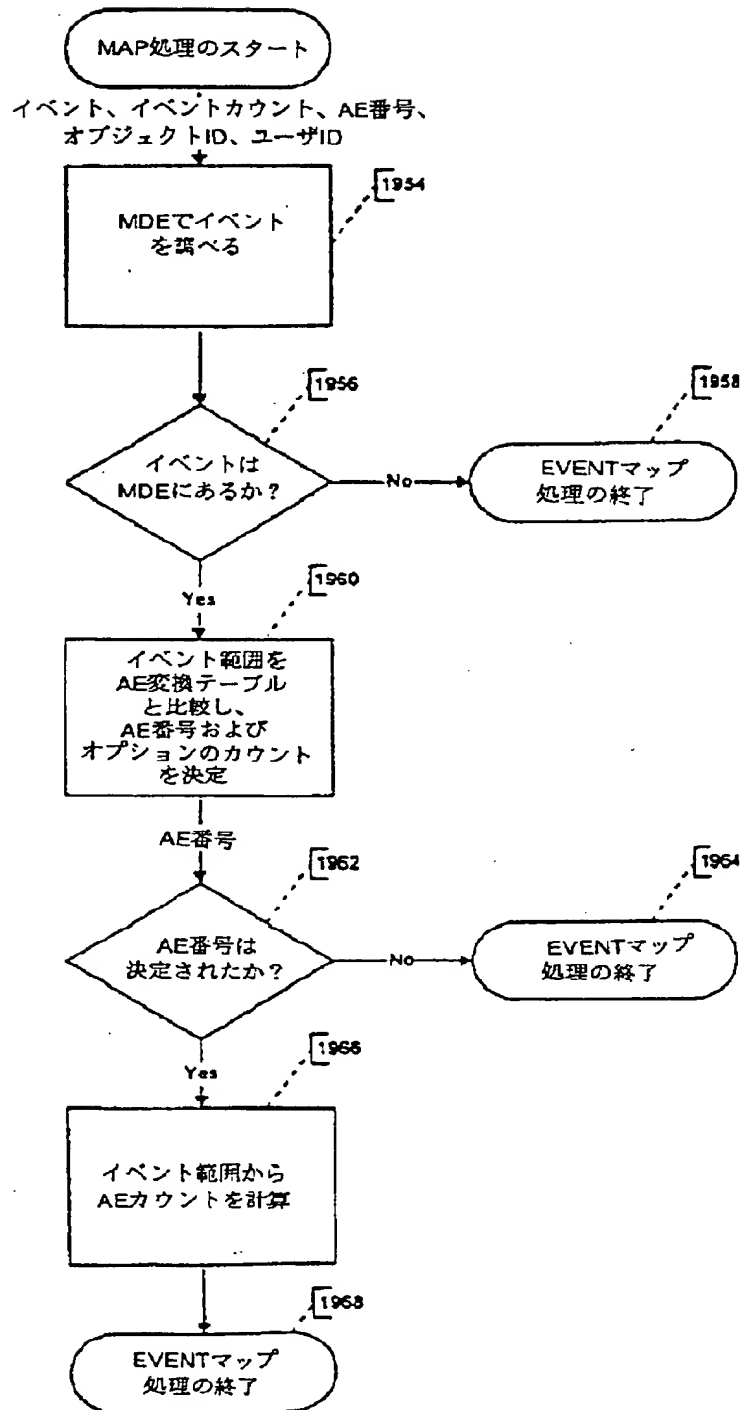 MAP処理のスタート
イベント、イベントカウント、AE番号、
オブジェクトID、ユーザID
1954
MDEでイベント
を調べる
1956
イベントは
MDEにあるか?
No
1958
EVENTマップ
処理の終了
Yes
1960
イベント範囲を
AE変換テーブル
と比較し、
AE番号および
オプションのカウント
を決定
AE番号
1962
AE番号は
決定されたか?
No
1964
EVENTマップ
処理の終了
Yes
1966
イベント範囲から
AEカウントを計算
1968
EVENTマップ
処理の終了